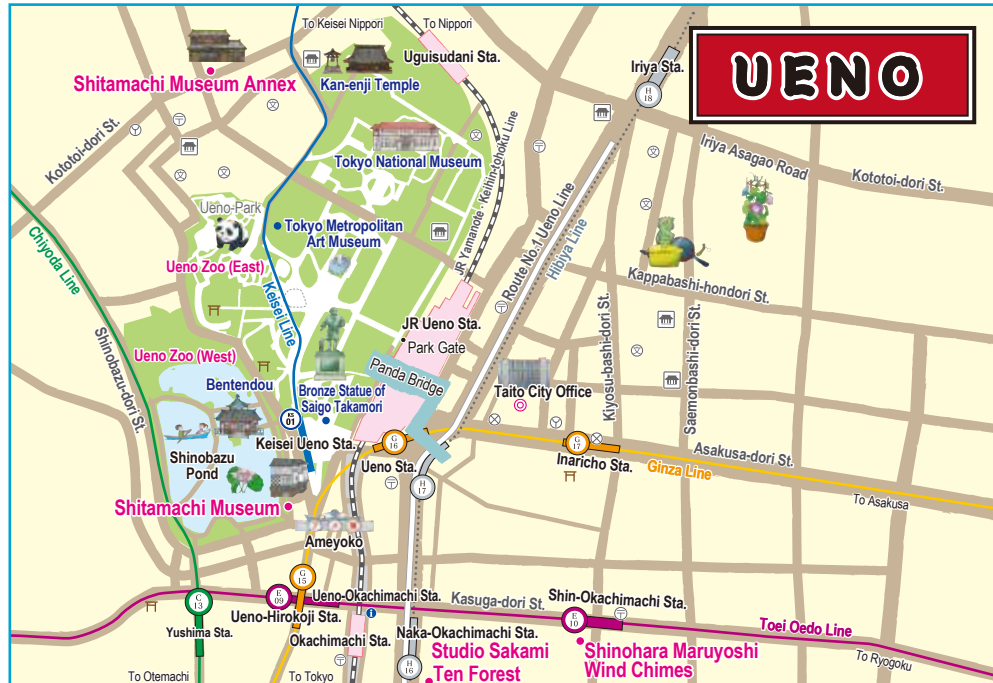 To Keisei Nippori
To Nippori
Uguisudani Sta.
Iriya Sta.
H
18
UENO
Shitamachi Museum Annex
Kan-enji Temple
Kototoi-dori St.
Tokyo National Museum
JR Yamanote · Keihin-tohoku Line
Iriya Asagao Road
Kototoi-dori St.
Ueno-Park
Tokyo Metropolitan
Art Museum
Chiyoda Line
Ueno Zoo (East)
Keisei Line
Route No.1 Ueno Line
Hibiya Line
Kappabashi-hondori St.
JR Ueno Sta.
Park Gate
Shinobazu-dori St.
Ueno Zoo (West)
Panda Bridge
Kiyosu-bashi-dori St.
Saemonbashi-dori St.
Bentendou
Bronze Statue of
Saigo Takamori
Taito City Office
KS
01
Keisei Ueno Sta.
G
16
G
17
Asakusa-dori St.
Shinobazu
Pond
Ueno Sta.
Inaricho Sta.
Ginza Line
H
17
To Asakusa
Shitamachi Museum
Ameyoko
G
15
C
13
E
09
Ueno-Okachimachi Sta.
Kasuga-dori St.
Shin-Okachimachi Sta.
E
10
Ueno-Hirokoji Sta.
Yushima Sta.
Okachimachi Sta.
Naka-Okachimachi Sta.
Toei Oedo Line
Studio Sakami
Ten Forest
Shinohara Maruyoshi
Wind Chimes
H
16
To Ryogoku
To Otemachi
To Tokyo